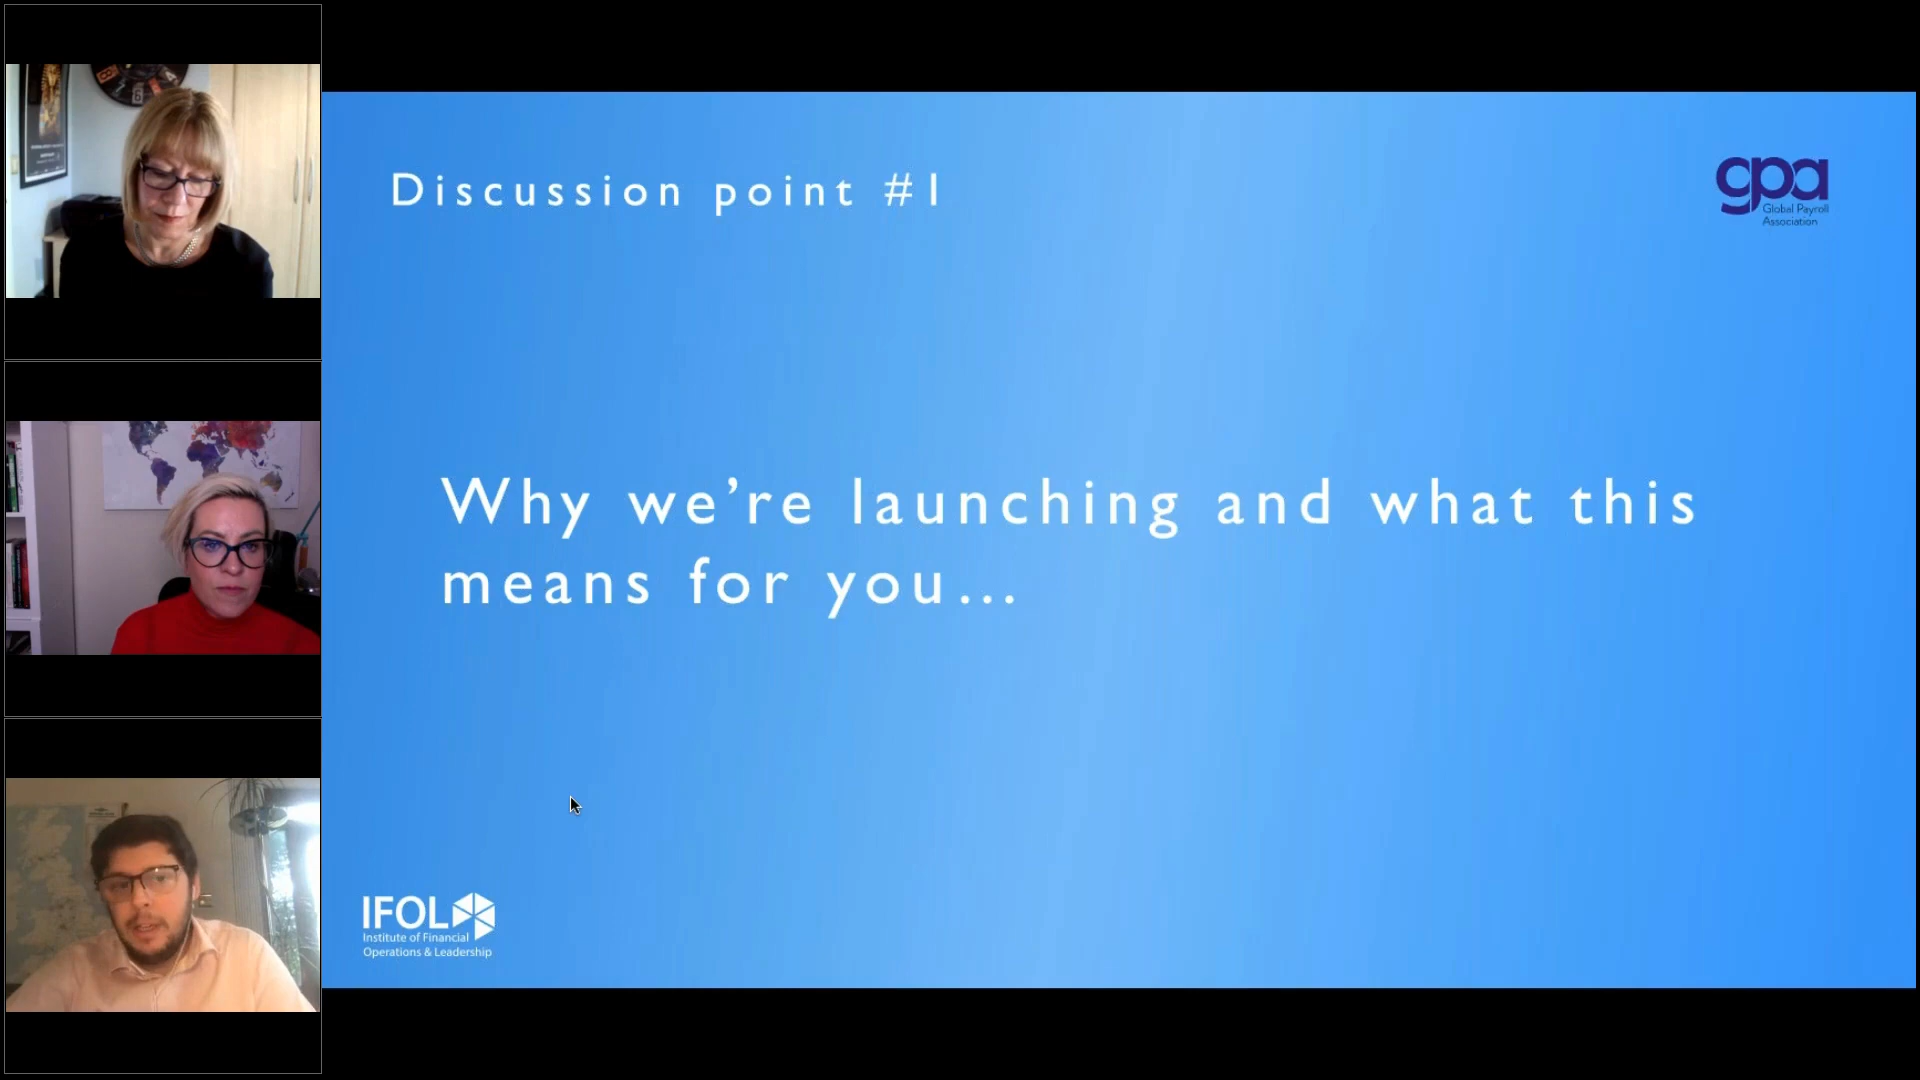 Discussion point #1
gpa
Global Payroll
Association
Why we’re launching and what this
means for you...
IFOL
Institute of Financial
Operations & Leadership